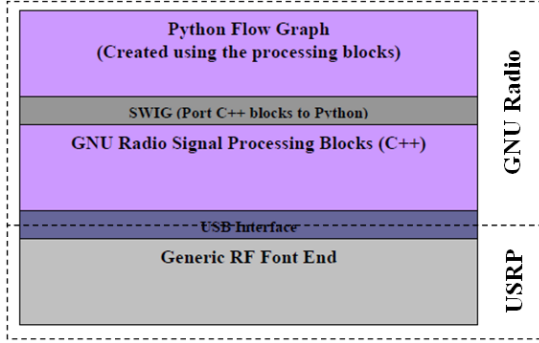 Python Flow Graph
(Created using the processing blocks)
SWIG (Port C++ blocks to Python)
GNU Radio Signal Processing Blocks (C++)
USB Interface
Generic RF Font End
GNU Radio
USRP